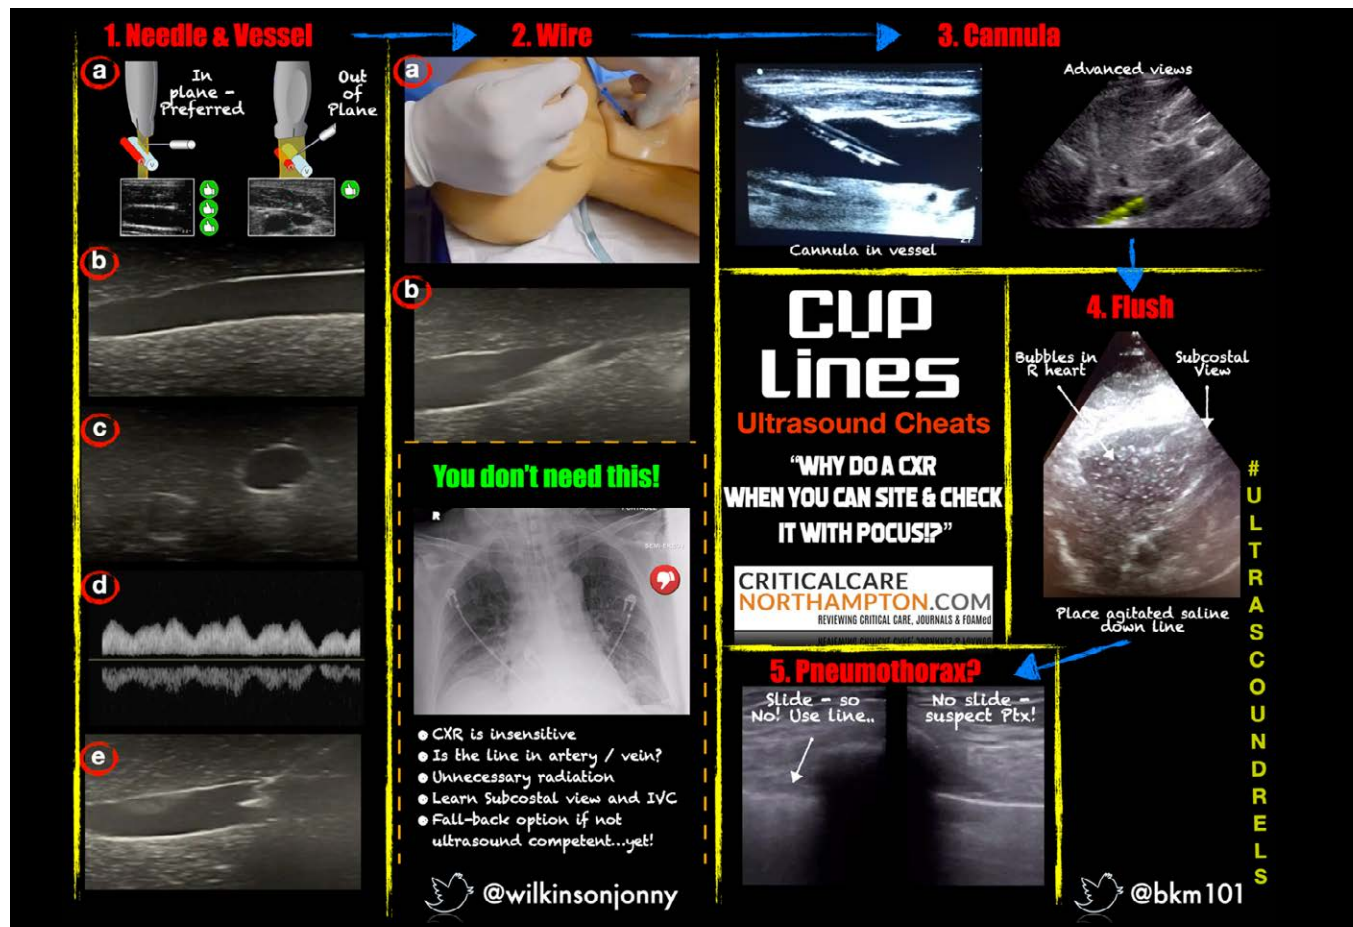 1. Needle & Vessel
a
In
plane -
Preferred
Out
of
Plane
b
c
d
e
2. Wire
a
b
You don't need this!
R
PORTABLE
CXR is insensitive
Is the line in artery / vein?
Unnecessary radiation
Learn Subcostal view and IVC
Fall-back option if not
ultrasound competent...yet!
@wilkinsonjonny
3. Cannula
Cannula in vessel
Advanced views
CVP
Lines
Ultrasound Cheats
“WHY DO A CXR
WHEN YOU CAN SITE & CHECK
IT WITH POCUS!?”
CRITICALCARE
NORTHAMPTON.COM
REVIEWING CRITICAL CARE, JOURNALS & FOAMed
4. Flush
Bubbles in
R heart
Subcostal
View
Place agitated saline
down line
5. Pneumothorax?
Slide - so
No! Use line..
No slide -
suspect Ptx!
#ULTRASCOUNDRELS
@bkm101